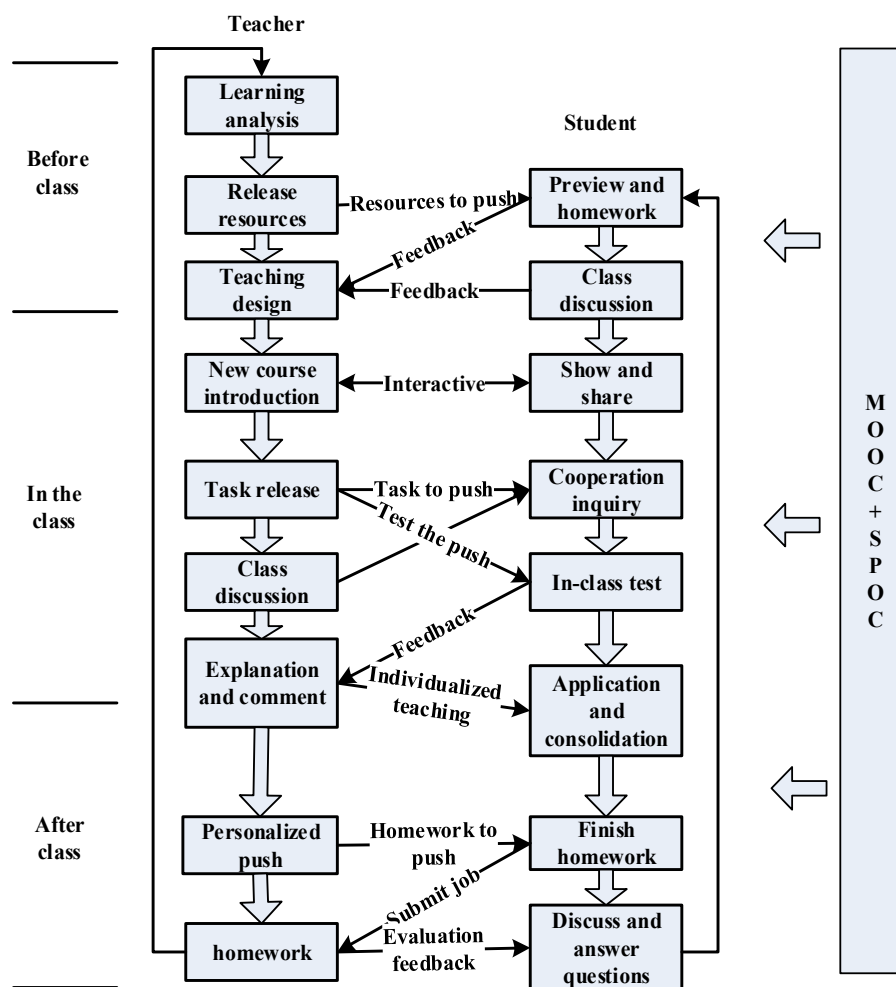 Teacher
Learning
analysis
Student
Before
class
Release
resources
Resources to push
Preview and
homework
Feedback
Teaching
design
Feedback
Class
discussion
New course
introduction
Interactive
Show and
share
In the
class
Task release
Task to push
Cooperation
inquiry
Test the push
Class
discussion
In-class test
Feedback
Explanation
and comment
Individualized
teaching
Application
and
consolidation
After
class
Personalized
push
Homework to
push
Finish
homework
Submit job
homework
Evaluation
feedback
Discuss and
answer
questions
M
O
O
C
+
S
P
O
C